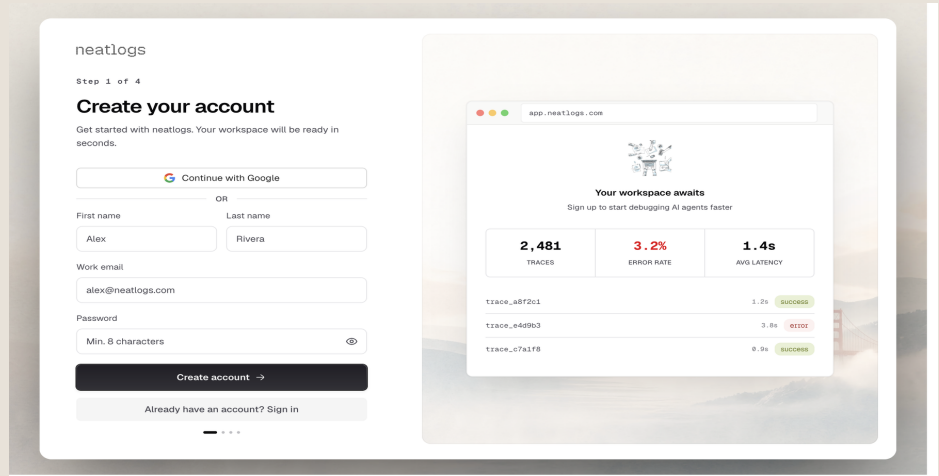 neatlogs
Step 1 of 4
Create your account
Get started with neatlogs. Your workspace will be ready in
seconds.
Continue with Google
OR
First name
Last name
Alex
Rivera
Work email
alex@neatlogs.com
Password
Min. 8 characters
Create account →
Already have an account? Sign in
app.neatlogs.com
Your workspace awaits
Sign up to start debugging AI agents faster
2,481
TRACES
3.2%
ERROR RATE
1.4s
AVG LATENCY
trace_a8f2c1 1.2s success
trace_e4d9b3 3.8s error
trace_c7a1f8 0.9s success